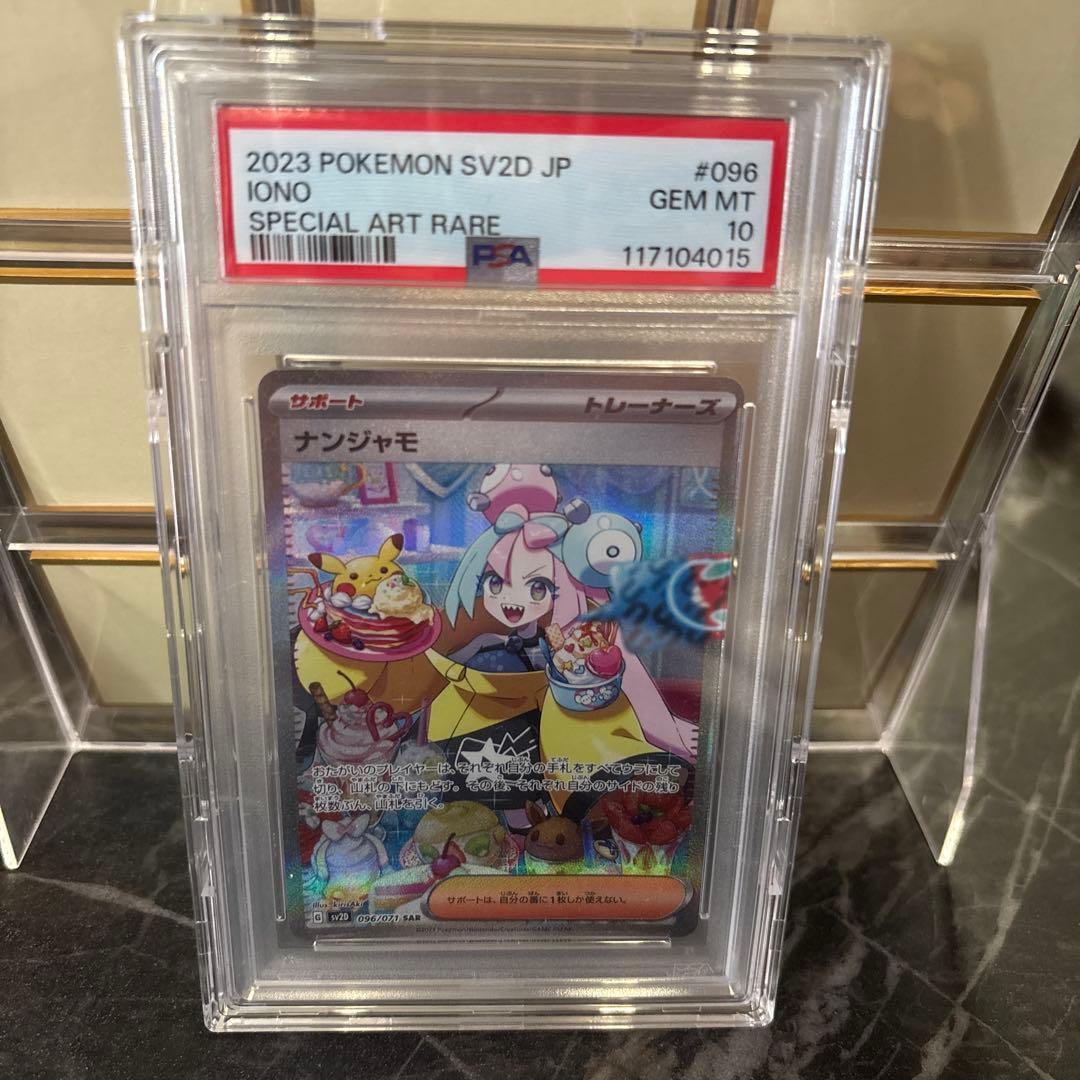 2023 POKEMON SV2D JP #096
IONO GEM MT
SPECIAL ART RARE 10
PSA 117104015
サポート トレーナーズ
ナンジャモ
おたがいのプレイヤーは、それぞれ自分の手札をすべてウラにして
切り、山札の下にもどす。その後、それぞれ自分のサイドの残り
枚数ぶん、山札を引く。
サポートは、自分の番に1枚しか使えない。
G sv2D 096/071 SAR